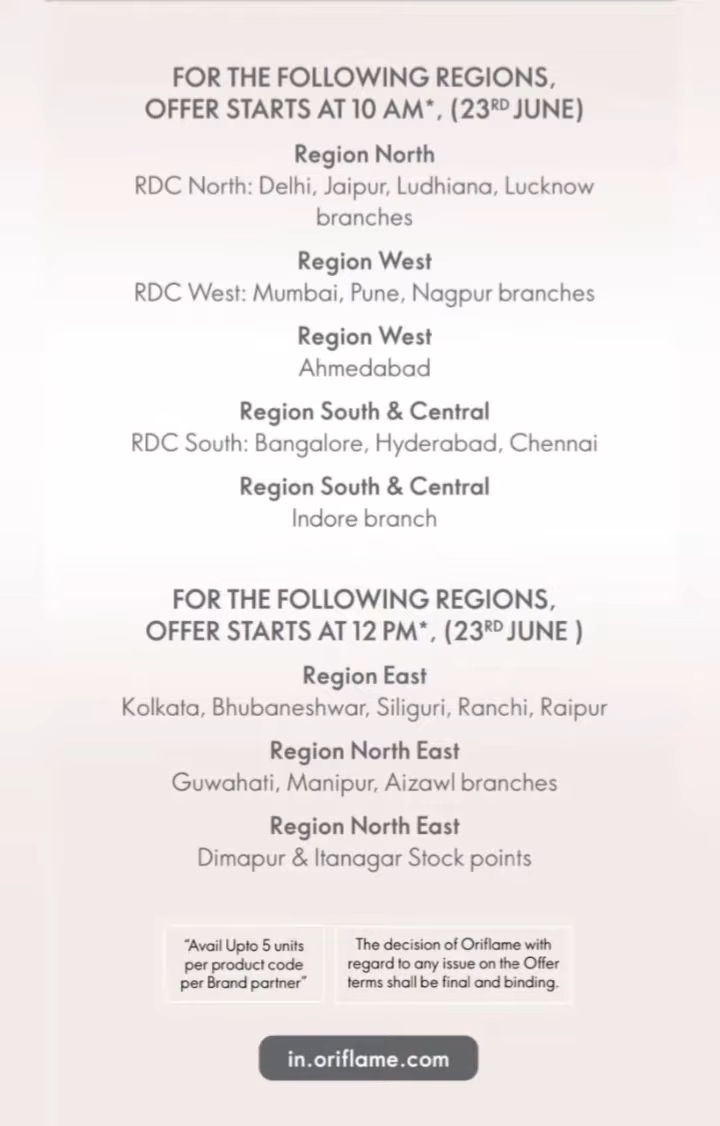 FOR THE FOLLOWING REGIONS,
OFFER STARTS AT 10 AM*, (23RD JUNE)
Region North
RDC North: Delhi, Jaipur, Ludhiana, Lucknow
branches
Region West
RDC West: Mumbai, Pune, Nagpur branches
Region West
Ahmedabad
Region South & Central
RDC South: Bangalore, Hyderabad, Chennai
Region South & Central
Indore branch
FOR THE FOLLOWING REGIONS,
OFFER STARTS AT 12 PM*, (23RD JUNE )
Region East
Kolkata, Bhubaneshwar, Siliguri, Ranchi, Raipur
Region North East
Guwahati, Manipur, Aizawl branches
Region North East
Dimapur & Itanagar Stock points
"Avail Upto 5 units
per product code
per Brand partner"
The decision of Oriflame with
regard to any issue on the Offer
terms shall be final and binding.
in.oriflame.com